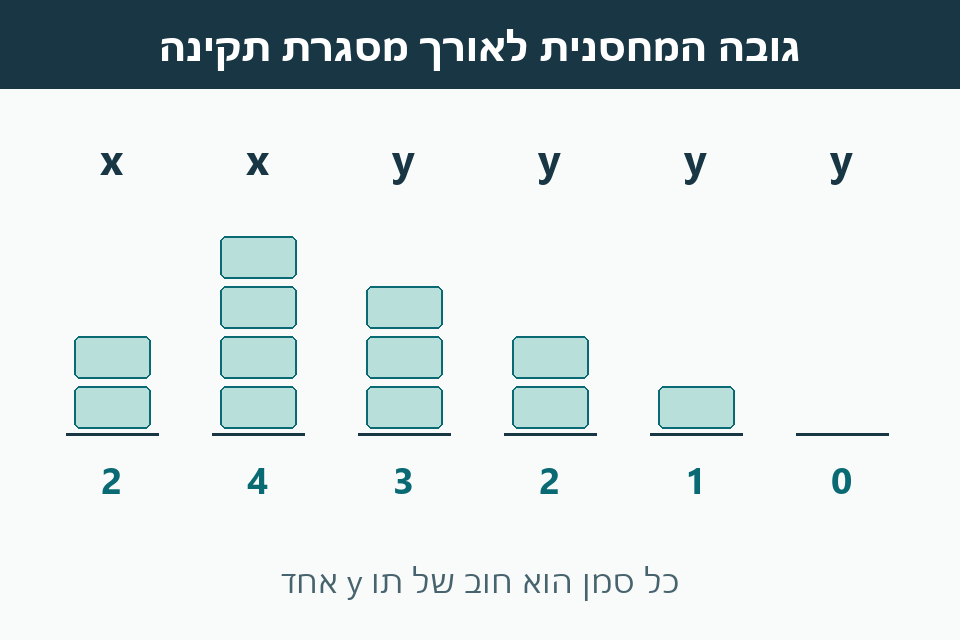 גובה המחסנית לאורך מסגרת תקינה
x x y y y y
2 4 3 2 1 0
כל סמן הוא חוב של תו y אחד